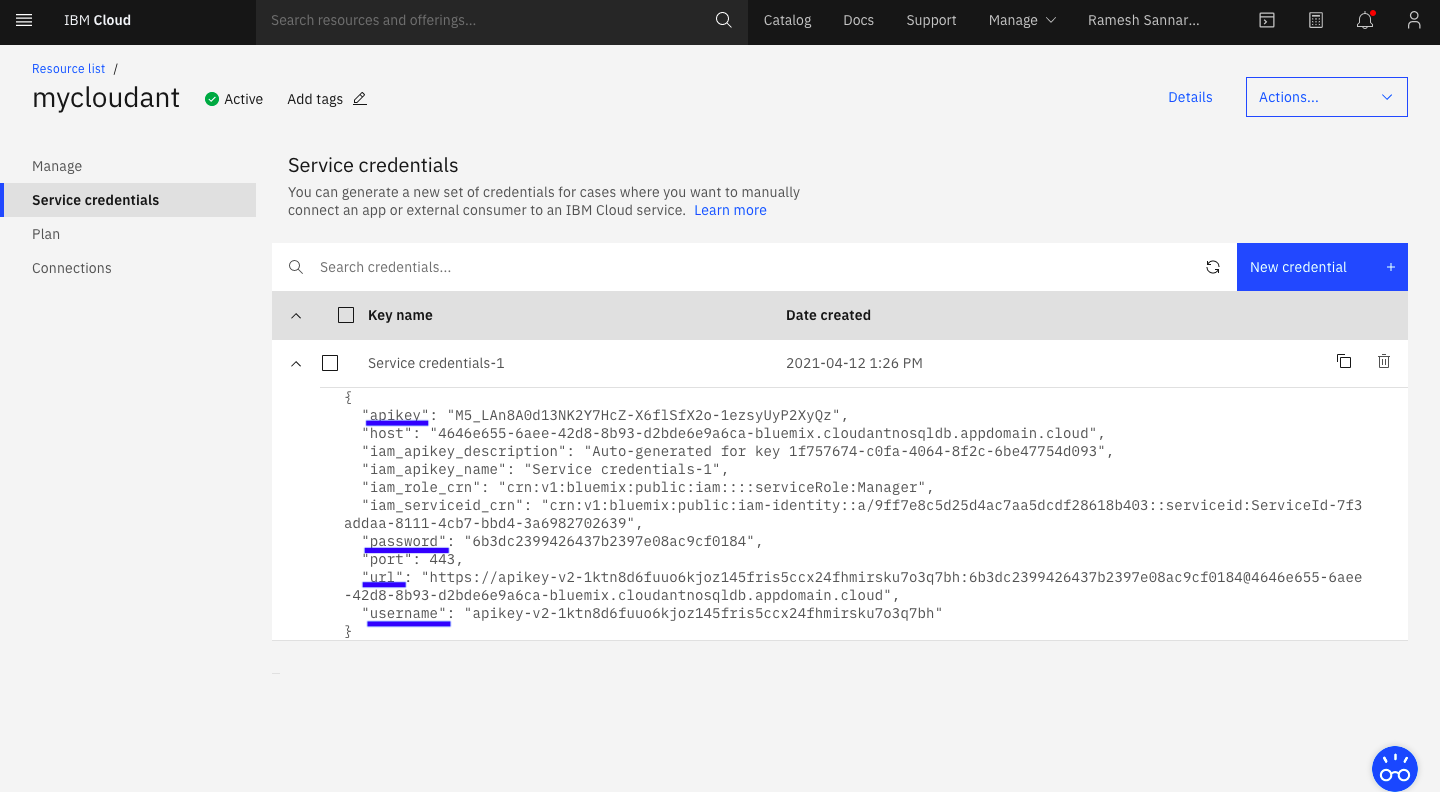 IBM Cloud
Search resources and offerings...
Catalog
Docs
Support
Manage
Ramesh Sannar...
Resource list /
mycloudant
Active
Add tags
Details
Actions...
Manage
Service credentials
Plan
Connections
Service credentials
You can generate a new set of credentials for cases where you want to manually
connect an app or external consumer to an IBM Cloud service. Learn more
Search credentials...
New credential +
Key name
Date created
Service credentials-1
2021-04-12 1:26 PM
{
"apikey": "M5_LAn8A0d13NK2Y7HcZ-X6flSfX2o-1ezsyUyP2XyQz",
"host": "4646e655-6aee-42d8-8b93-d2bde6e9a6ca-bluemix.cloudantnosqldb.appdomain.cloud",
"iam_apikey_description": "Auto-generated for key 1f757674-c0fa-4064-8f2c-6be47754d093",
"iam_apikey_name": "Service credentials-1",
"iam_role_crn": "crn:v1:bluemix:public:iam::::serviceRole:Manager",
"iam_serviceid_crn": "crn:v1:bluemix:public:iam-identity::a/9ff7e8c5d25d4ac7aa5dcdf28618b403::serviceid:ServiceId-7f3
addaa-8111-4cb7-bbd4-3a6982702639",
"password": "6b3dc2399426437b2397e08ac9cf0184",
"port": 443,
"url": "https://apikey-v2-1ktn8d6fuuo6kjoz145fris5ccx24fhmirsku7o3q7bh:6b3dc2399426437b2397e08ac9cf0184@4646e655-6aee
-42d8-8b93-d2bde6e9a6ca-bluemix.cloudantnosqldb.appdomain.cloud",
"username": "apikey-v2-1ktn8d6fuuo6kjoz145fris5ccx24fhmirsku7o3q7bh"
}